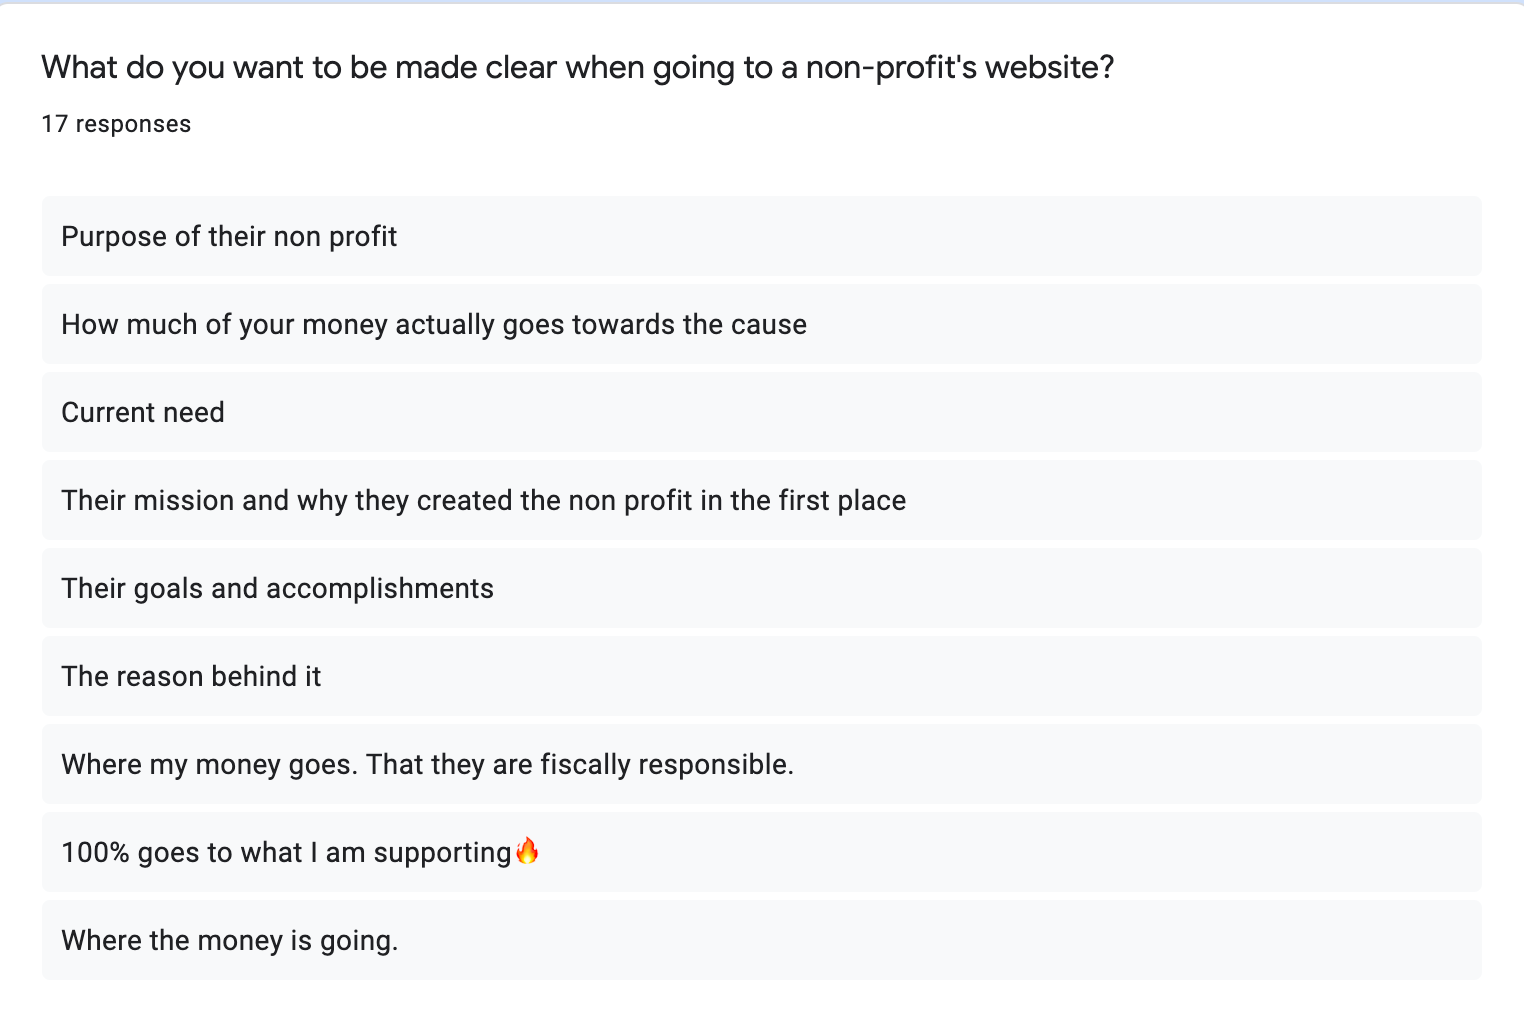 What do you want to be made clear when going to a non-profit's website?
17 responses
Purpose of their non profit
How much of your money actually goes towards the cause
Current need
Their mission and why they created the non profit in the first place
Their goals and accomplishments
The reason behind it
Where my money goes. That they are fiscally responsible.
100% goes to what I am supporting🔥
Where the money is going.